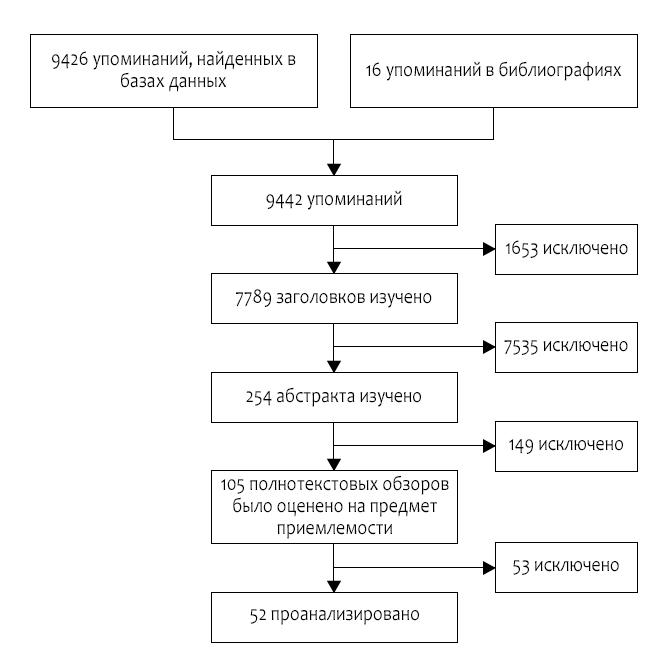 9426 упоминаний, найденных в
базах данных
16 упоминаний в библиографиях
9442 упоминаний
1653 исключено
7789 заголовков изучено
7535 исключено
254 абстракта изучено
149 исключено
105 полнотекстовых обзоров
было оценено на предмет
приемлемости
53 исключено
52 проанализировано